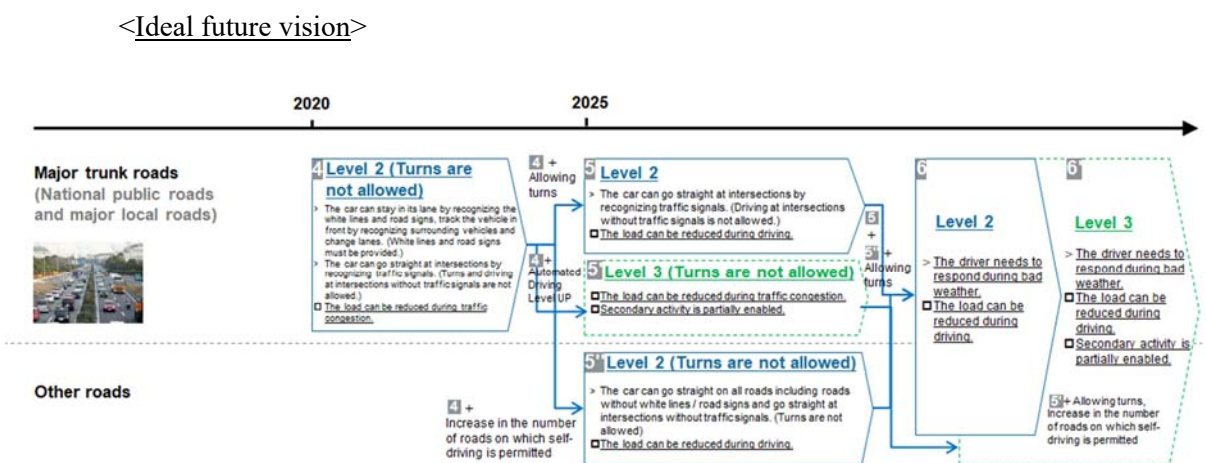 <Ideal future vision>
2020
2025
Major trunk roads
(National public roads
and major local roads)
4 Level 2 (Turns are
not allowed)
> The car can stay in its lane by recognizing the
white lines and road signs, track the vehicle in
front by recognizing surrounding vehicles and
change lanes. (White lines and road signs
must be provided.)
> The car can go straight at intersections by
recognizing traffic signals. (Turns and driving
at intersections without traffic signals are not
allowed.)
□ The load can be reduced during traffic
congestion.
4 +
Allowing
turns
5 Level 2
> The car can go straight at intersections by
recognizing traffic signals. (Driving at intersections
without traffic signals is not allowed.)
□ The load can be reduced during driving.
4 +
Automated
Driving
Level UP
5' Level 3 (Turns are not allowed)
□ The load can be reduced during traffic congestion.
□ Secondary activity is partially enabled.
5
+
5'' +
Allowing
turns
6
Level 2
> The driver needs to
respond during bad
weather.
□ The load can be
reduced during
driving.
6'
Level 3
> The driver needs to
respond during bad
weather.
□ The load can be
reduced during
driving.
□ Secondary activity is
partially enabled.
5' + Allowing turns,
Increase in the number
of roads on which self-
driving is permitted
Other roads
4 +
Increase in the number
of roads on which self-
driving is permitted
5'' Level 2 (Turns are not allowed)
> The car can go straight on all roads including roads
without white lines / road signs and go straight at
intersections without traffic signals. (Turns are not
allowed)
□ The load can be reduced during driving.